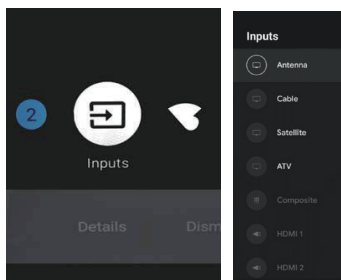 2
Inputs
Details
Dism
Inputs
Antenna
Cable
Satellite
ATV
Composite
HDMI 1
HDMI 2